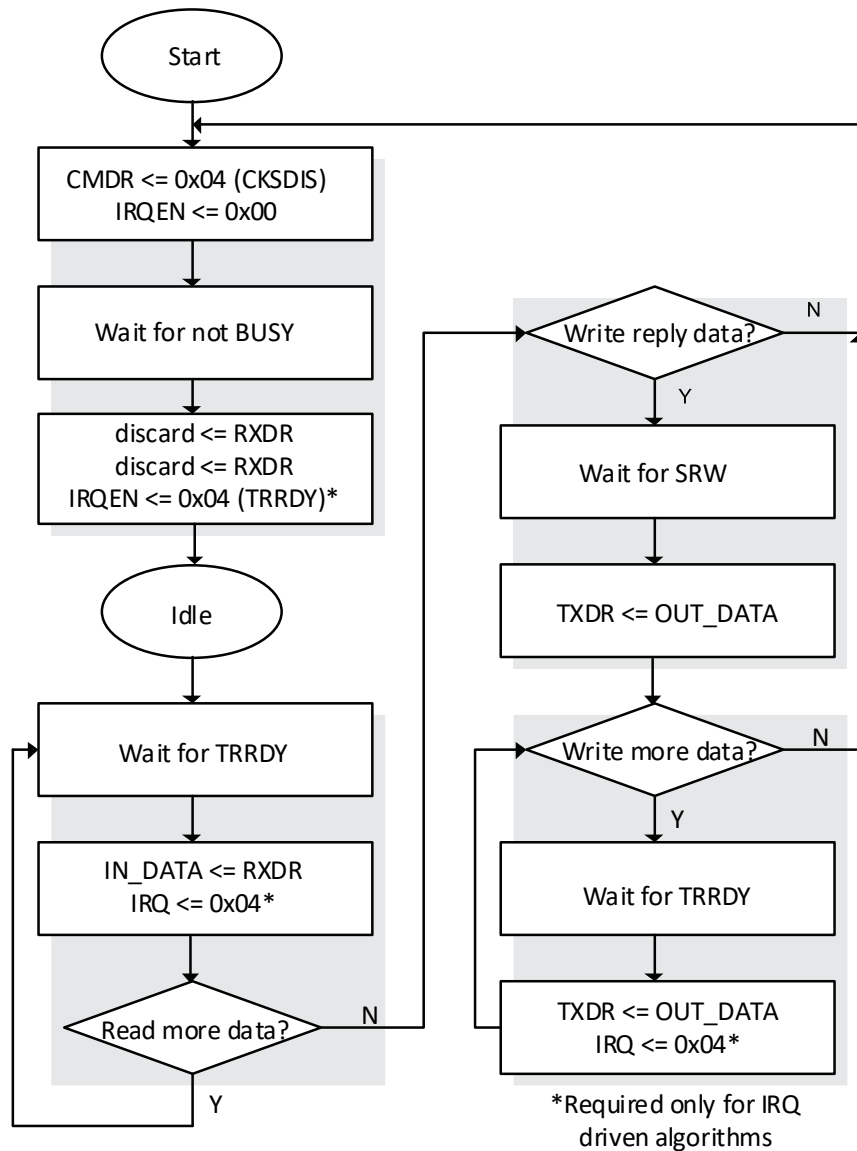 Start
CMDR <= 0x04 (CKSDIS)
IRQEN <= 0x00
Wait for not BUSY
discard <= RXDR
discard <= RXDR
IRQEN <= 0x04 (TRRDY)*
Idle
Wait for TRRDY
IN_DATA <= RXDR
IRQ <= 0x04*
Read more data?
N
Y
Write reply data?
N
Y
Wait for SRW
TXDR <= OUT_DATA
Write more data?
N
Y
Wait for TRRDY
TXDR <= OUT_DATA
IRQ <= 0x04*
*Required only for IRQ
driven algorithms